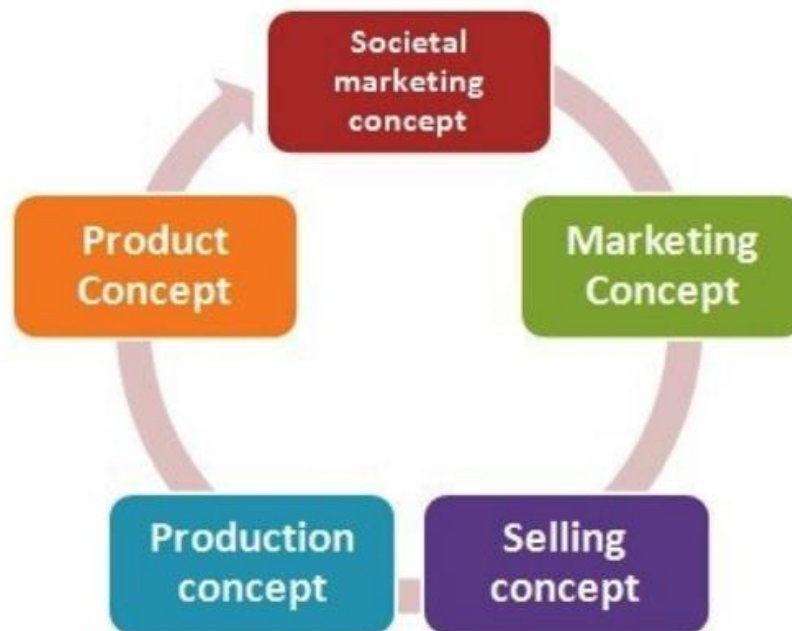 Societal
marketing
concept
Marketing
Concept
Selling
concept
Production
concept
Product
Concept